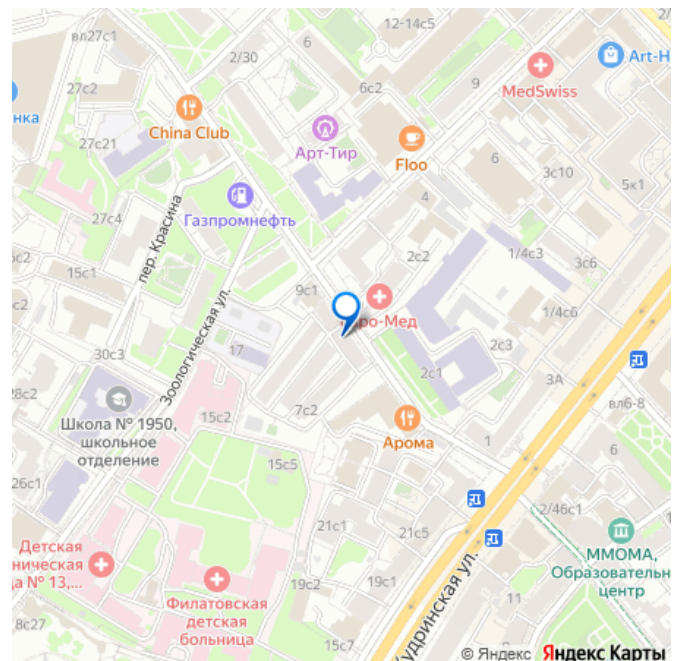 12-14с5
вл27с1
2/30
6
Art-H
27с2
6с2
9
MedSwiss
нка
China Club
27с21
Арт-Тир
Floo
6
3с10
5к1
4
Газпромнефть
27с4
пер. Красина
2с2
1/4с3
3с6
15с1
9с1
с2
ро-Мед
1/4с6
Зоологическая ул.
17
2с3
30с3
2с1
3А
28с2
вл6-8
Школа № 1950,
школьное
отделение
15с2
7с2
Арома
1
6
15с5
26с1
2/46с1
21с1
21с5
Детская
ническая
а № 13,...
ММОМА,
Образовательн
центр
19с2
19с1
Филатовская
детская
больница
11
8с27
15с7
Кудринская ул.
© Яндекс Яндекс Карты